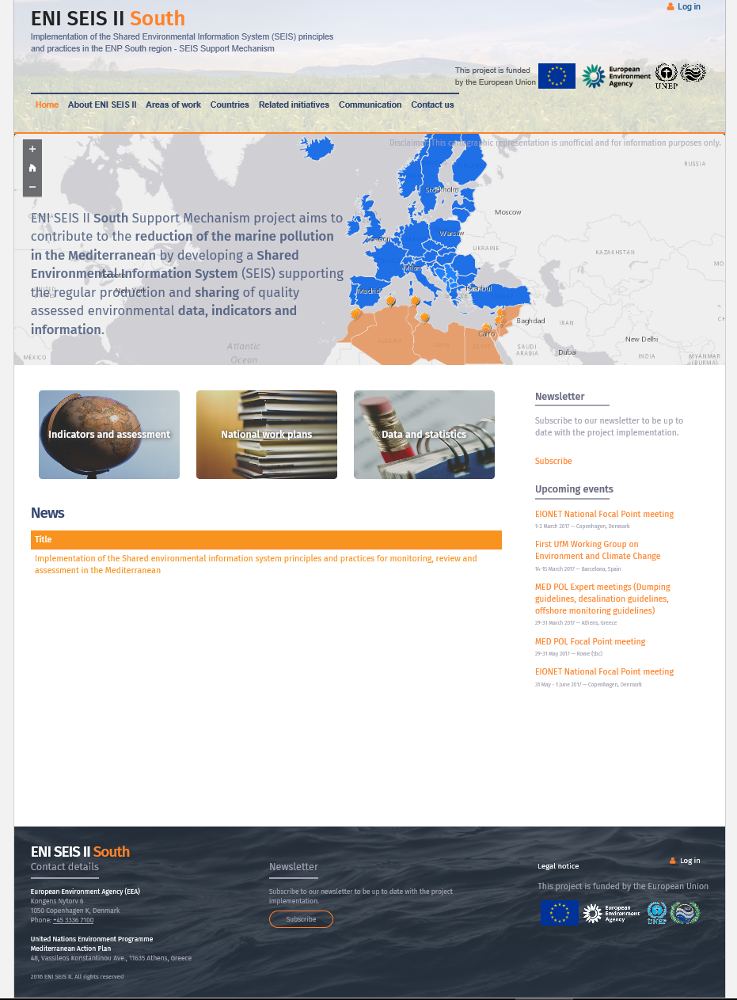 Log in
ENI SEIS II South
Implementation of the Shared Environmental Information System (SEIS) principles
and practices in the ENP South region - SEIS Support Mechanism
This project is funded
by the European Union
European
Environment
Agency
UNEP
Home About ENI SEIS II Areas of work Countries Related initiatives Communication Contact us
Disclaimer: This cartographic representation is unofficial and for information purposes only.
RUSSIA
Stockholm
Moscow
ENI SEIS II South Support Mechanism project aims to
contribute to the reduction of the marine pollution
in the Mediterranean by developing a Shared
Environmental Information System (SEIS) supporting
the regular production and sharing of quality
assessed environmental data, indicators and
information.
London
Warsaw
UKRAINE
KAZAKHSTAN
MO
Milan
New York
UNITED
Madrid
Istanbul
Baghdad
IRAN
CH
Cairo
ALGERIA
LIBYA
EGYPT
New Delhi
Atlantic
Ocean
SAUDI
ARABIA
Dubai
MÉXICO
INDIA
MYANMAR
(BURMA)
Indicators and assessment
National work plans
Data and statistics
Newsletter
Subscribe to our newsletter to be up to
date with the project implementation.
Subscribe
Upcoming events
EIONET National Focal Point meeting
1-2 March 2017 — Copenhagen, Denmark
First UfM Working Group on
Environment and Climate Change
14-15 March 2017 — Barcelona, Spain
MED POL Expert meetings (Dumping
guidelines, desalination guidelines,
offshore monitoring guidelines)
29-31 March 2017 — Athens, Greece
MED POL Focal Point meeting
29-31 May 2017 — Rome (tbc)
EIONET National Focal Point meeting
31 May - 1 June 2017 — Copenhagen, Denmark
News
Title
Implementation of the Shared environmental information system principles and practices for monitoring, review and
assessment in the Mediterranean
ENI SEIS II South
Contact details
European Environment Agency (EEA)
Kongens Nytorv 6
1050 Copenhagen K, Denmark
Phone: +45 3336 7100
United Nations Environment Programme
Mediterranean Action Plan
48, Vassileos Konstantinou Ave., 11635 Athens, Greece
2016 ENI SEIS II. All rights reserved
Newsletter
Subscribe to our newsletter to be up to date with the project
implementation.
Subscribe
Legal notice
Log in
This project is funded by the European Union
European
Environment
Agency
UNEP